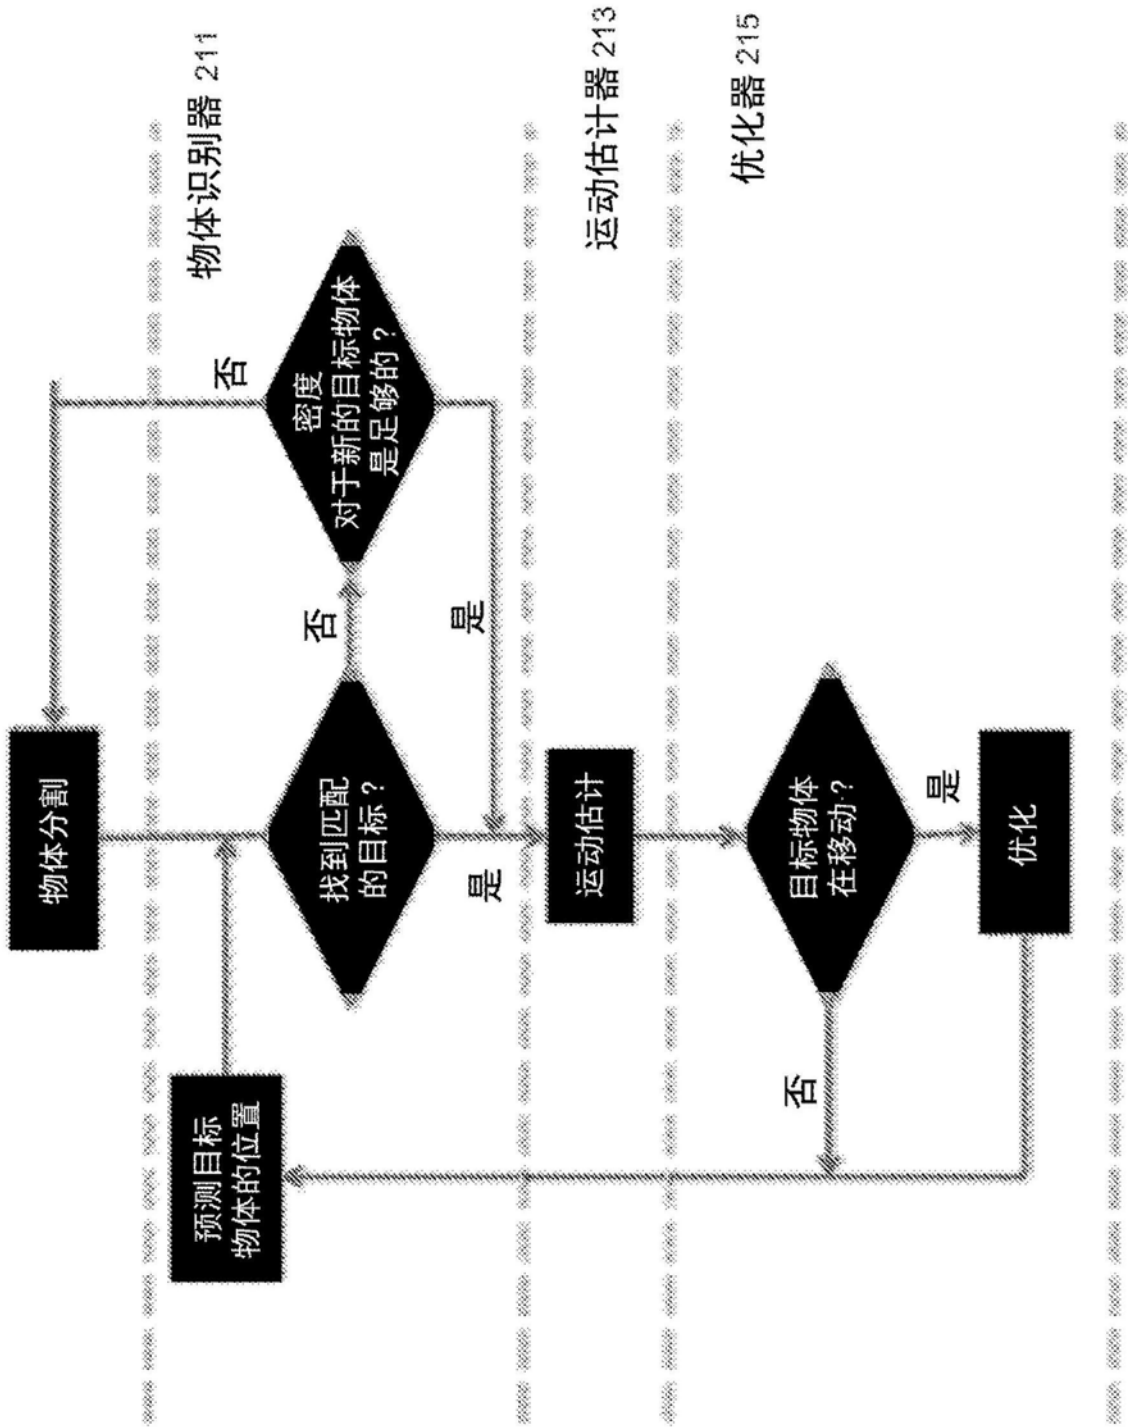 物体分割
物体识别器 211
预测目标
物体的位置
找到匹配
的目标？
否
密度
对于新的目标物体
是足够的？
否
是
是
运动估计器 213
运动估计
优化器 215
目标物体
在移动？
否
是
优化